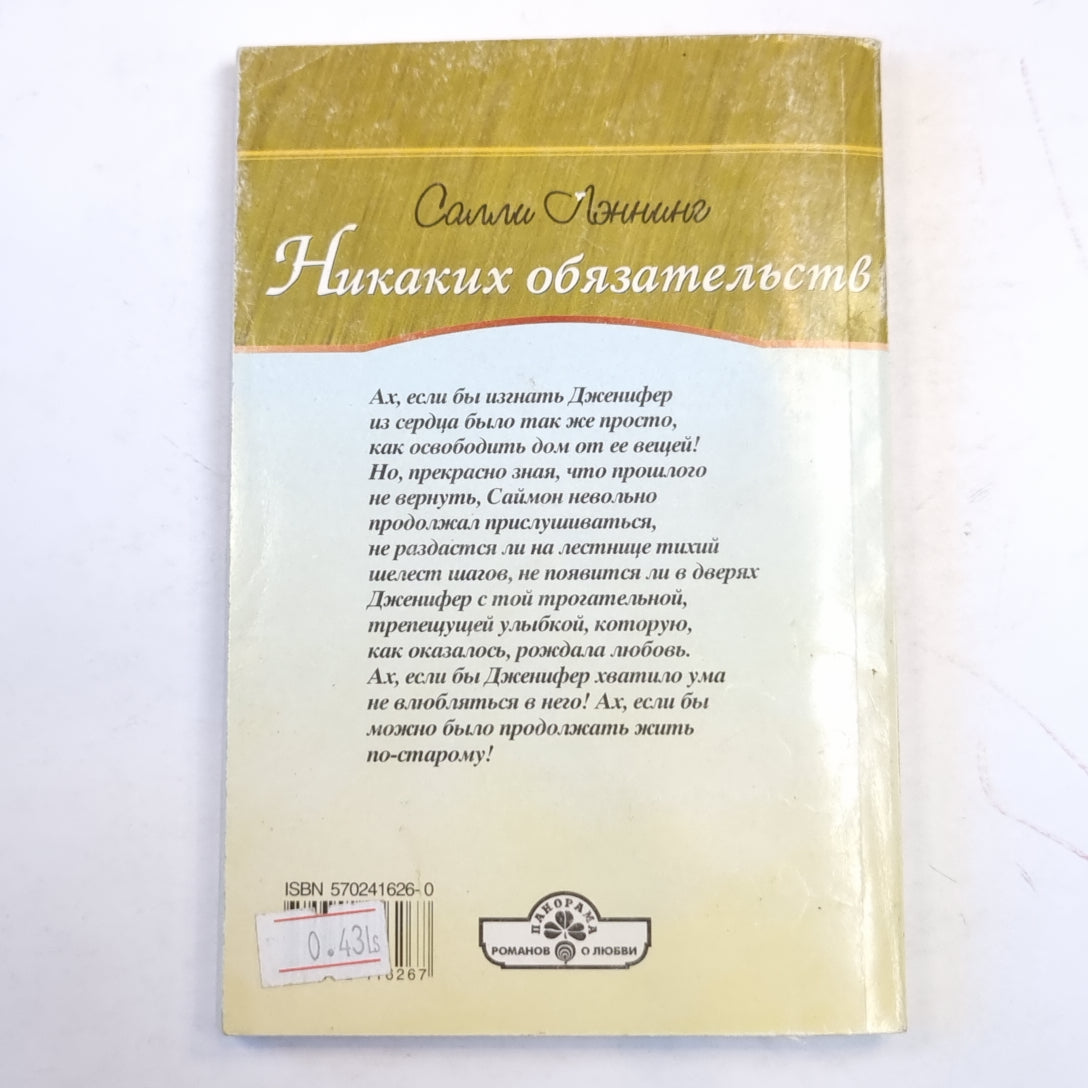 Салли Лэннинг
Никаких обязательств
Ах, если бы изгнать Дженифер
из сердца было так же просто,
как освободить дом от ее вещей!
Но, прекрасно зная, что прошлого
не вернуть, Саймон невольно
продолжал прислушиваться,
не раздастся ли на лестнице тихий
шелест шагов, не появится ли в дверях
Дженифер с той трогательной,
трепещущей улыбкой, которую,
как оказалось, рождала любовь.
Ах, если бы Дженифер хватило ума
не влюбляться в него! Ах, если бы
можно было продолжать жить
по-старому!
ISBN 570241626-0
0.43Ls
ПАНОРАМА
РОМАНОВ О ЛЮБВИ